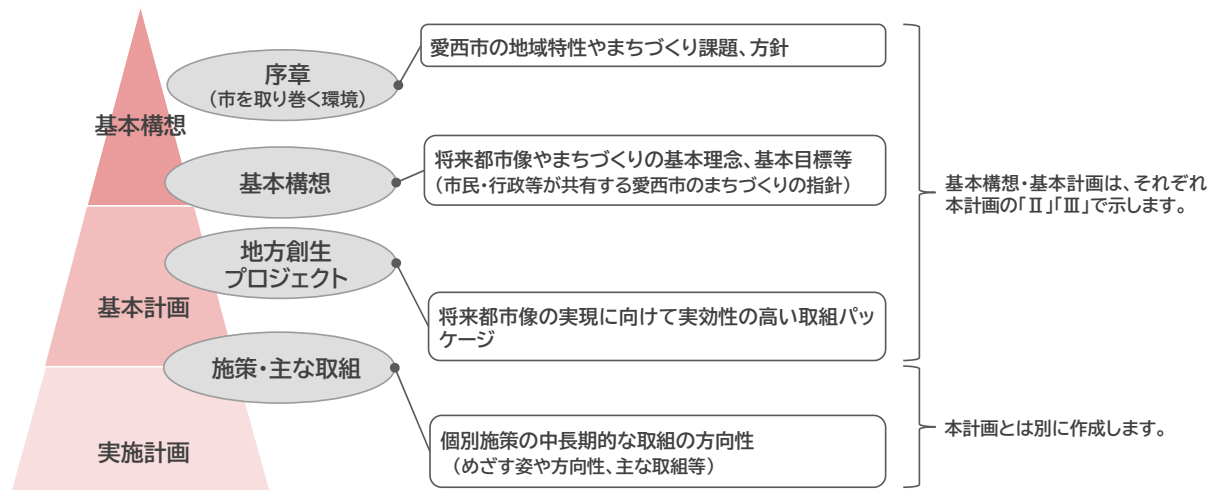 愛西市の地域特性やまちづくり課題、方針
序章
（市を取り巻く環境）
基本構想
将来都市像やまちづくりの基本理念、基本目標等
（市民・行政等が共有する愛西市のまちづくりの指針）
基本構想
基本構想・基本計画は、それぞれ
本計画の「Ⅱ」「Ⅲ」で示します。
地方創生
プロジェクト
基本計画
将来都市像の実現に向けて実効性の高い取組パッ
ケージ
施策・主な取組
実施計画
個別施策の中長期的な取組の方向性
（めざす姿や方向性、主な取組等）
本計画とは別に作成します。